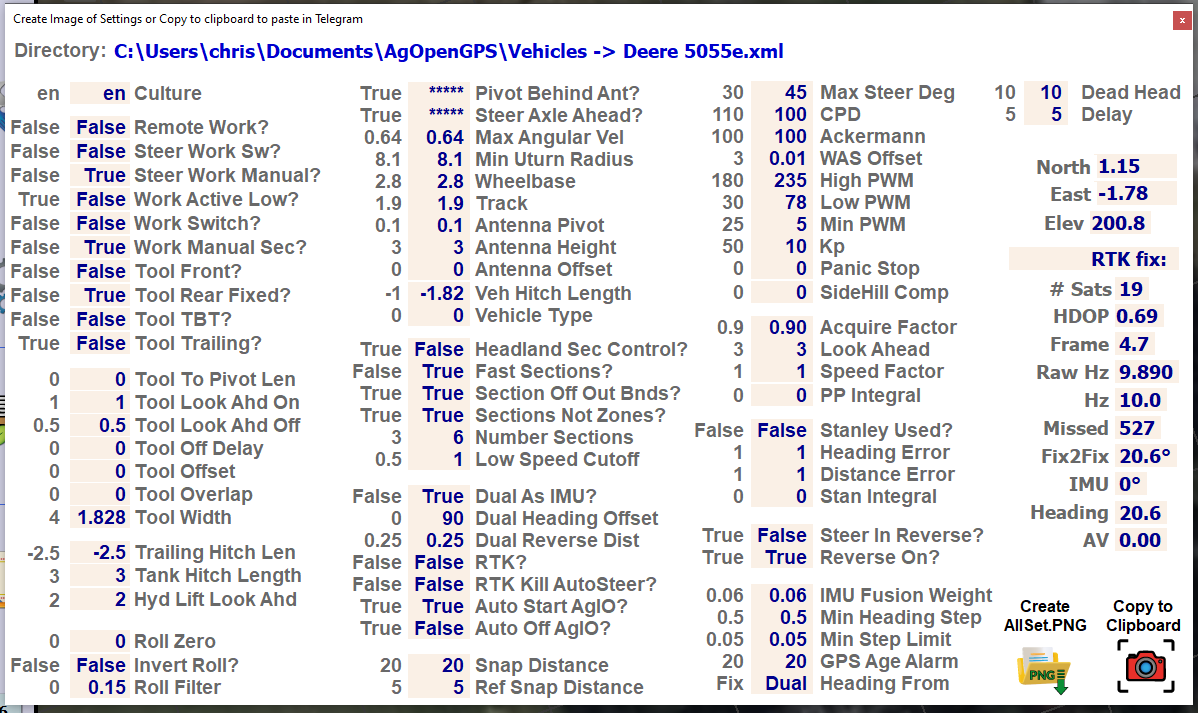 Create Image of Settings or Copy to clipboard to paste in Telegram
x
Directory: C:\Users\chris\Documents\AgOpenGPS\Vehicles -> Deere 5055e.xml
en en Culture
False False Remote Work?
False False Steer Work Sw?
False True Steer Work Manual?
True False Work Active Low?
False False Work Switch?
False True Work Manual Sec?
False False Tool Front?
False True Tool Rear Fixed?
False False Tool TBT?
True False Tool Trailing?
0 0 Tool To Pivot Len
1 1 Tool Look Ahd On
0.5 0.5 Tool Look Ahd Off
0 0 Tool Off Delay
0 0 Tool Offset
0 0 Tool Overlap
4 1.828 Tool Width
-2.5 -2.5 Trailing Hitch Len
3 3 Tank Hitch Length
2 2 Hyd Lift Look Ahd
0 0 Roll Zero
False False Invert Roll?
0 0.15 Roll Filter
True ***** Pivot Behind Ant?
True ***** Steer Axle Ahead?
0.64 0.64 Max Angular Vel
8.1 8.1 Min Uturn Radius
2.8 2.8 Wheelbase
1.9 1.9 Track
0.1 0.1 Antenna Pivot
3 3 Antenna Height
0 0 Antenna Offset
-1 -1.82 Veh Hitch Length
0 0 Vehicle Type
True False Headland Sec Control?
False True Fast Sections?
True True Section Off Out Bnds?
True True Sections Not Zones?
3 6 Number Sections
0.5 1 Low Speed Cutoff
False True Dual As IMU?
0 90 Dual Heading Offset
0.25 0.25 Dual Reverse Dist
False False RTK?
False False RTK Kill AutoSteer?
True True Auto Start AgIO?
True False Auto Off AgIO?
20 20 Snap Distance
5 5 Ref Snap Distance
30 45 Max Steer Deg
110 100 CPD
100 100 Ackermann
3 0.01 WAS Offset
180 235 High PWM
30 78 Low PWM
25 5 Min PWM
50 10 Kp
0 0 Panic Stop
0 0 SideHill Comp
0.9 0.90 Acquire Factor
3 3 Look Ahead
1 1 Speed Factor
0 0 PP Integral
False False Stanley Used?
1 1 Heading Error
1 1 Distance Error
0 0 Stan Integral
True False Steer In Reverse?
True True Reverse On?
0.06 0.06 IMU Fusion Weight
0.5 0.5 Min Heading Step
0.05 0.05 Min Step Limit
20 20 GPS Age Alarm
Fix Dual Heading From
10 10 Dead Head
5 5 Delay
North 1.15
East -1.78
Elev 200.8
RTK fix:
# Sats 19
HDOP 0.69
Frame 4.7
Raw Hz 9.890
Hz 10.0
Missed 527
Fix2Fix 20.6°
IMU 0°
Heading 20.6
AV 0.00
Create
AllSet.PNG
PNG
Copy to
Clipboard